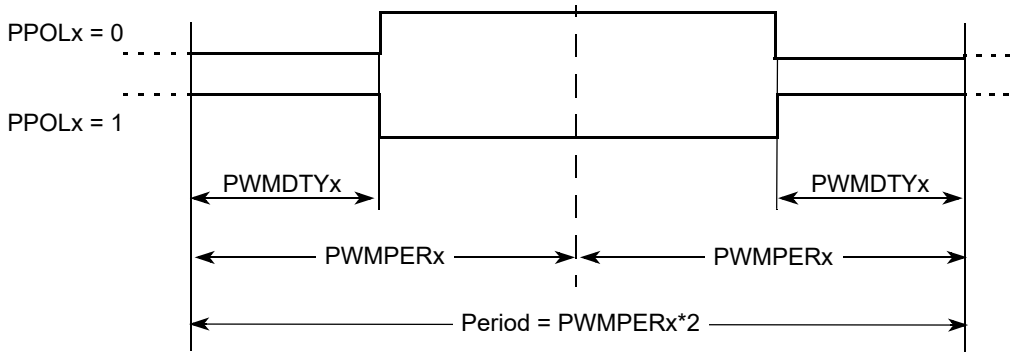 PPOLx = 0
PPOLx = 1
PWMDTYx
PWMDTYx
PWMPERx
PWMPERx
Period = PWMPERx*2